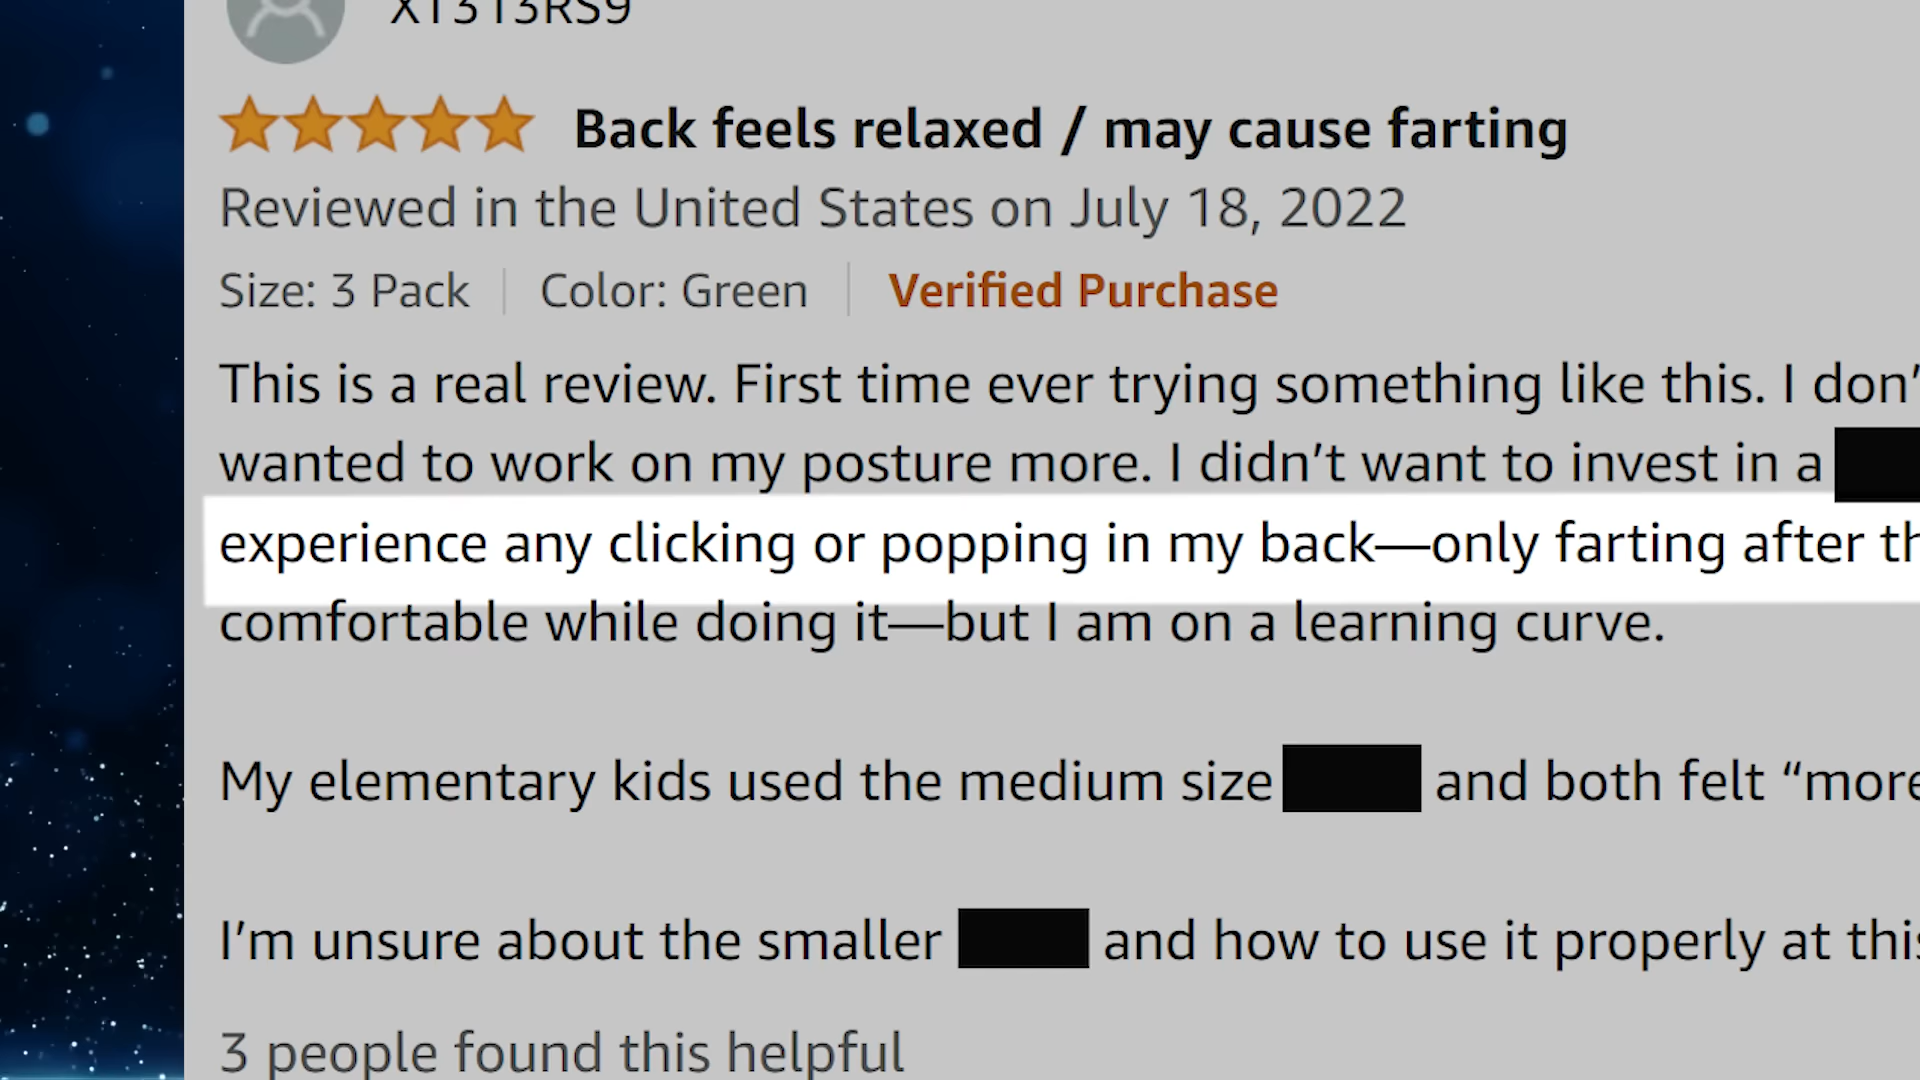 Back feels relaxed / may cause farting
Reviewed in the United States on July 18, 2022
Size: 3 Pack Color: Green Verified Purchase
This is a real review. First time ever trying something like this. I don’
wanted to work on my posture more. I didn’t want to invest in a
experience any clicking or popping in my back—only farting after
comfortable while doing it—but I am on a learning curve.
My elementary kids used the medium size and both felt “more
I’m unsure about the smaller and how to use it properly at this
3 people found this helpful